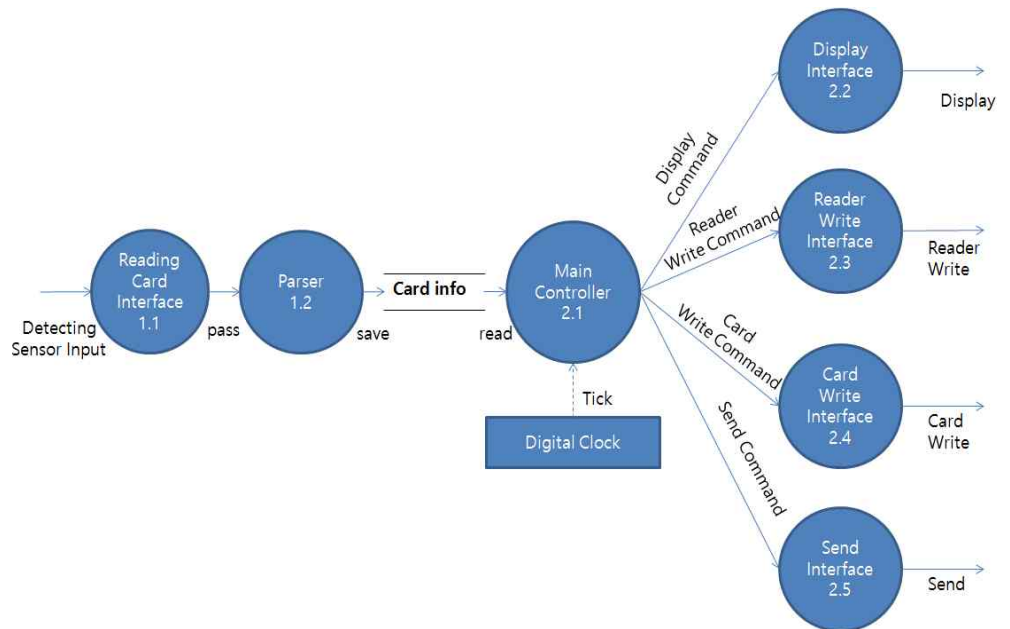 Detecting
Sensor Input
Reading
Card
Interface
1.1
pass
Parser
1.2
save
Card info
read
Main
Controller
2.1
Tick
Digital Clock
Display
Command
Reader
Write Command
Card
Write Command
Send Command
Display
Interface
2.2
Display
Reader
Write
Interface
2.3
Reader
Write
Card
Write
Interface
2.4
Card
Write
Send
Interface
2.5
Send